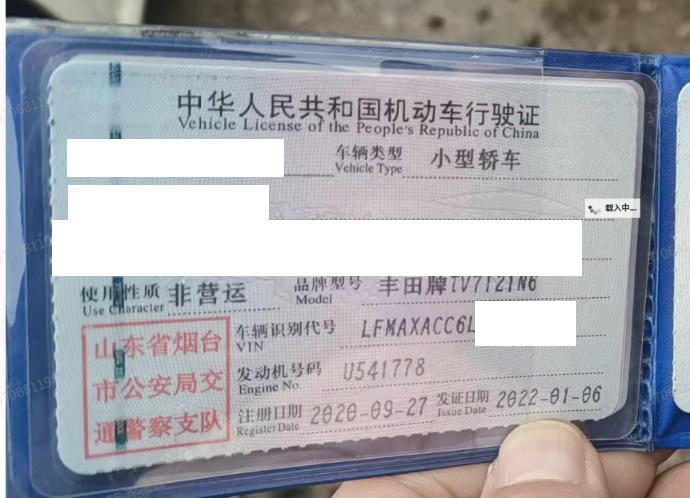 中华人民共和国机动车行驶证
Vehicle License of the People's Republic of China
车辆类型 小型轿车
Vehicle Type
载入中...
使用性质 非营运 品牌型号 丰田牌TV7121N6
Use Character Model
车辆识别代号 LFMAXACC6L
VIN
发动机号码 U541778
Engine No.
注册日期 2020-09-27 发证日期 2022-01-06
Register Date Issue Date
山东省烟台
市公安局交
通警察支队